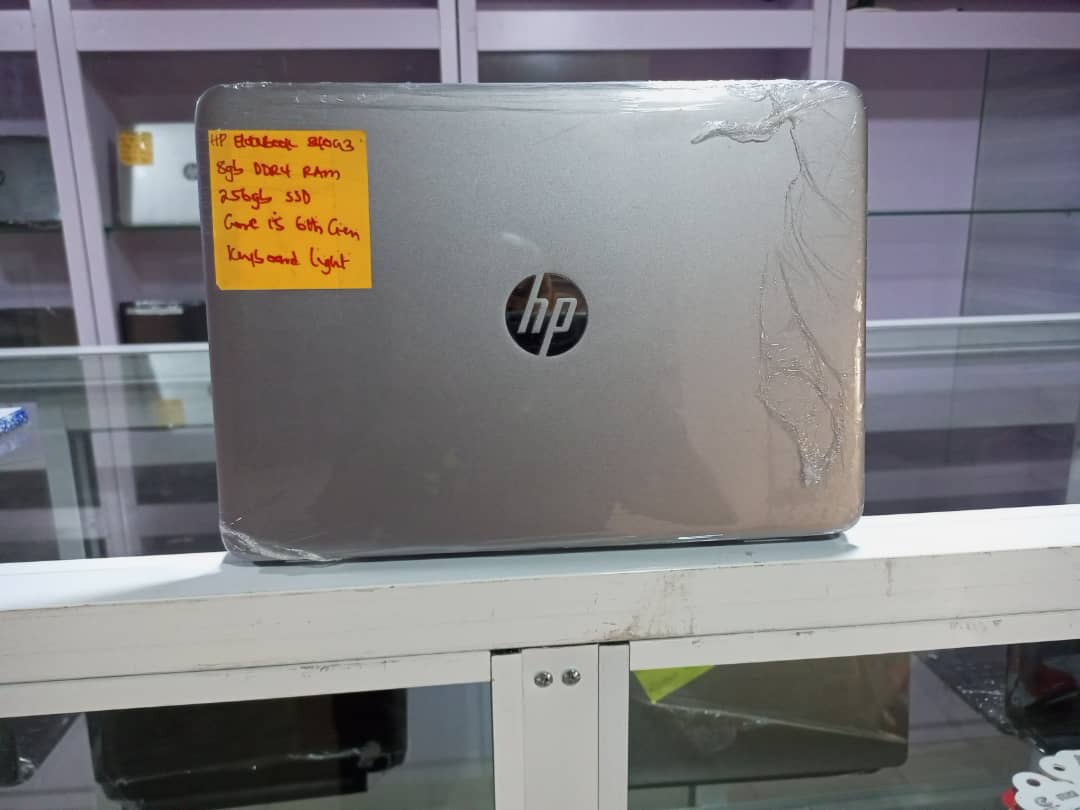 HP Elitebook 840G3
8gb DDR4 RAM
256gb SSD
Core i5 6th Gen
Keyboard light
hp